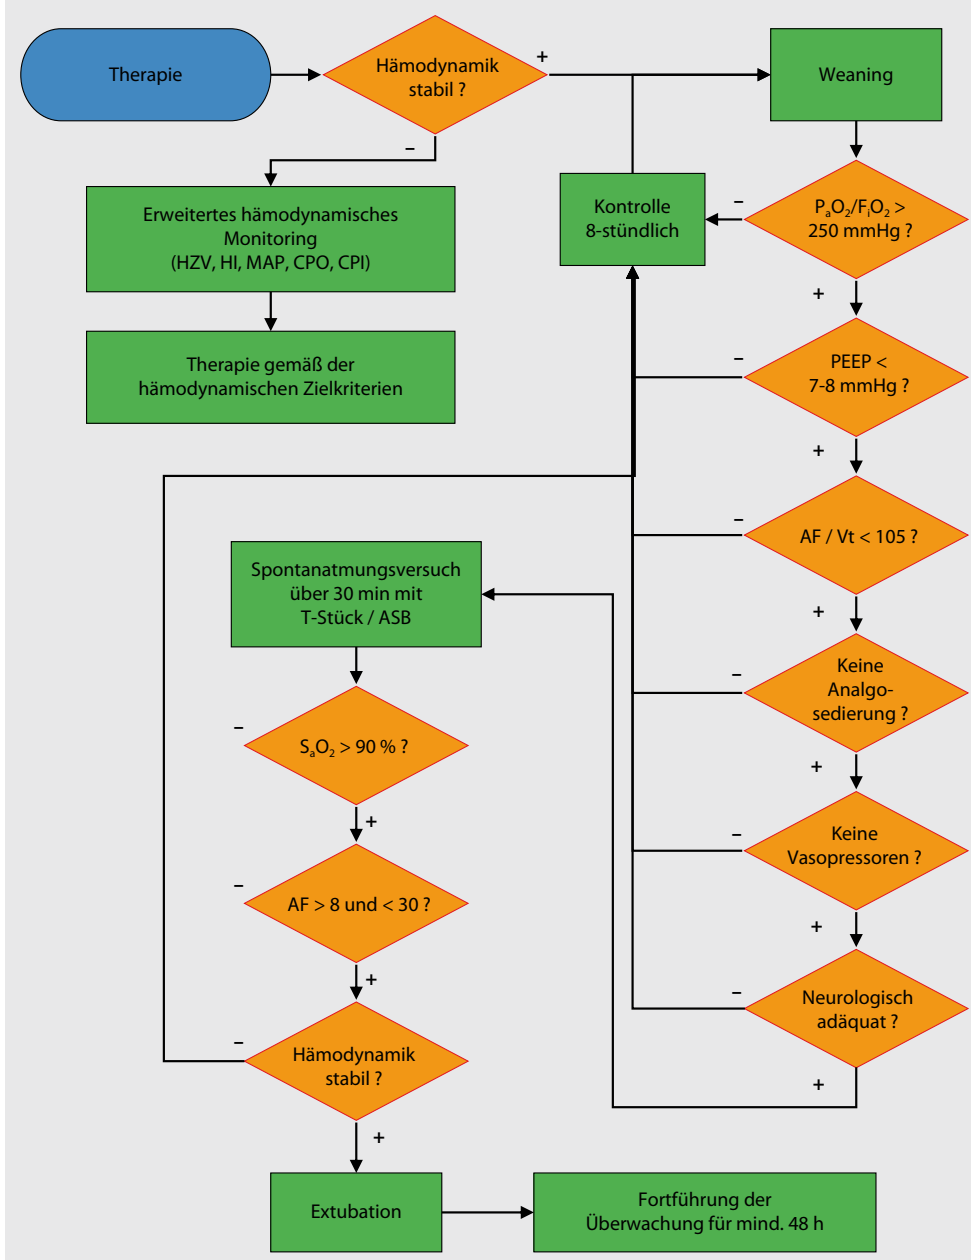 Therapie
Hämodynamik
stabil ?
+
Weaning
–
Erweitertes hämodynamisches
Monitoring
(HZV, HI, MAP, CPO, CPI)
Kontrolle
8-stündlich
–
PaO2/FiO2 >
250 mmHg ?
+
Therapie gemäß der
hämodynamischen Zielkriterien
–
PEEP <
7-8 mmHg ?
+
–
AF / Vt < 105 ?
+
Spontanatmungsversuch
über 30 min mit
T-Stück / ASB
–
Keine
Analgo-
sedierung ?
+
–
SaO2 > 90 % ?
+
–
Keine
Vasopressoren ?
+
–
AF > 8 und < 30 ?
+
–
Neurologisch
adäquat ?
+
–
Hämodynamik
stabil ?
+
Extubation
Fortführung der
Überwachung für mind. 48 h